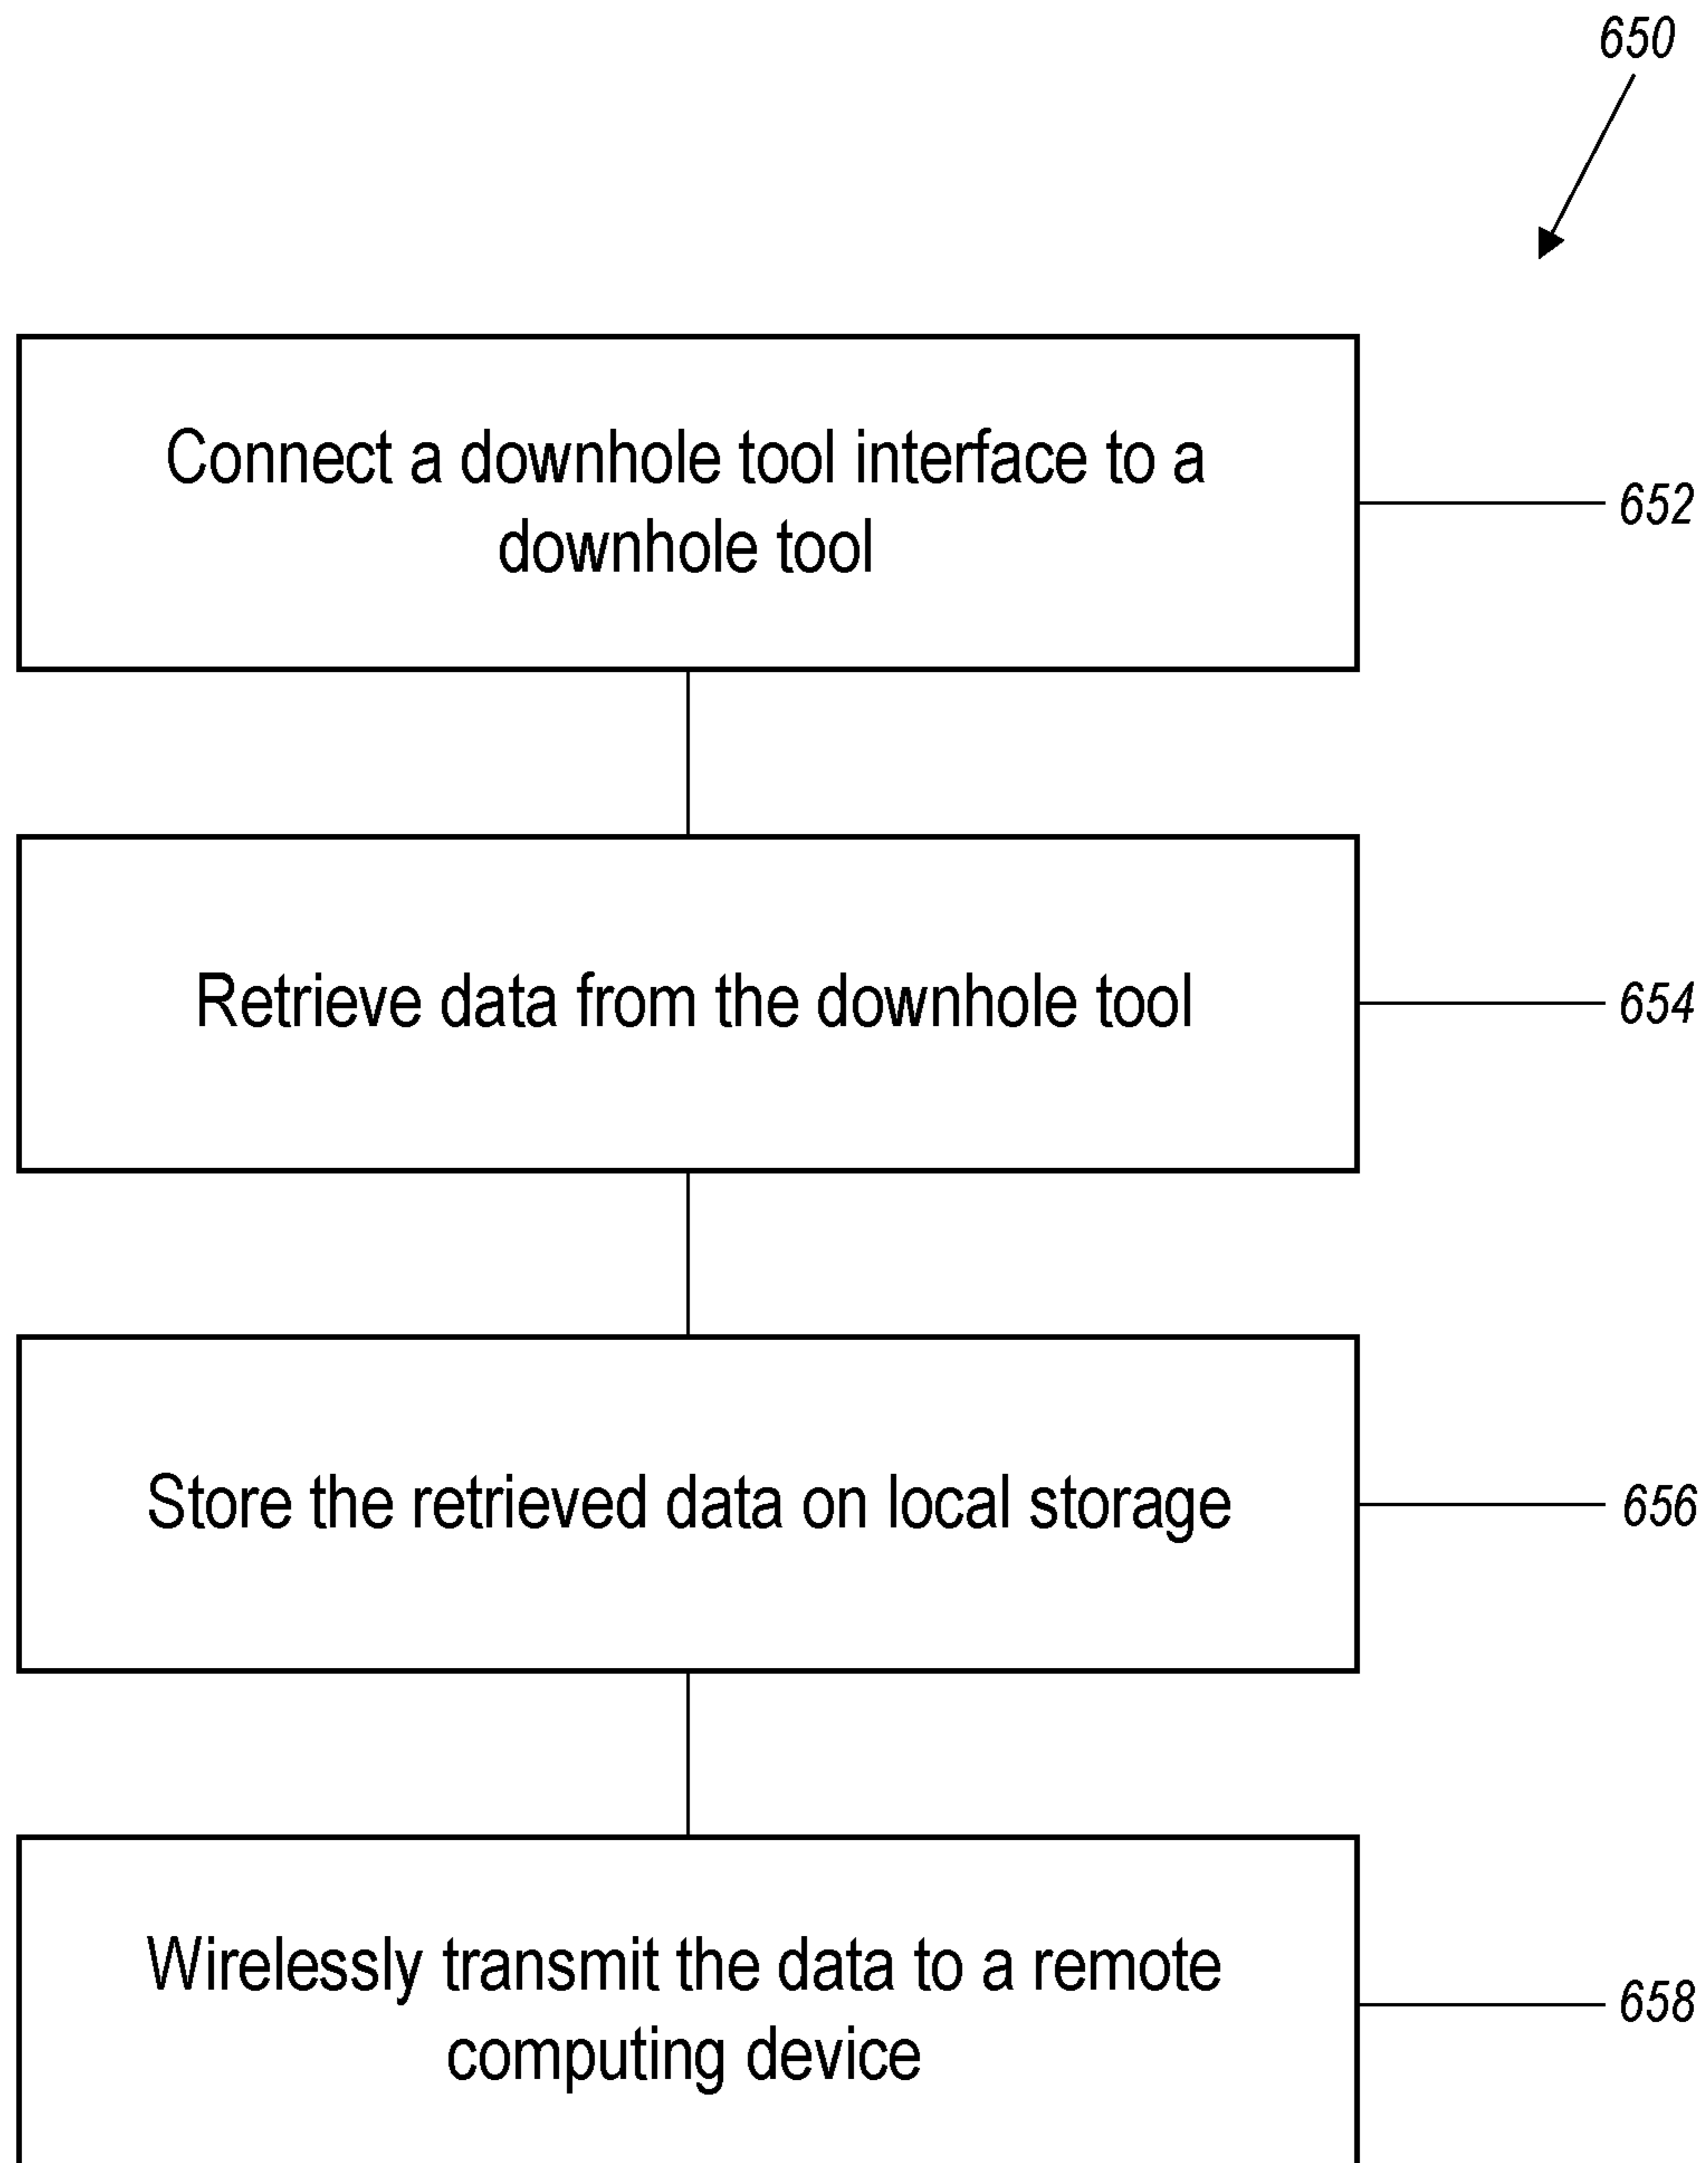 650
Connect a downhole tool interface to a
downhole tool
652
Retrieve data from the downhole tool
654
Store the retrieved data on local storage
656
Wirelessly transmit the data to a remote
computing device
658